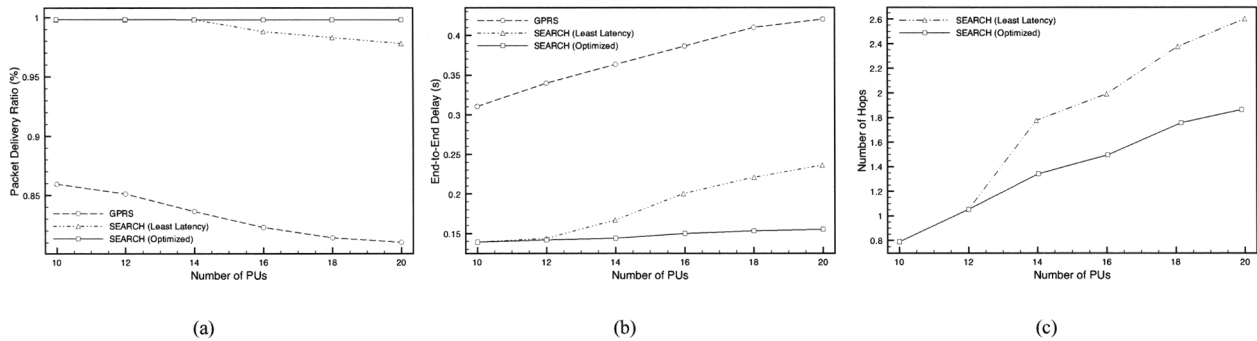 Packet Delivery Ratio (%)
1
0.95
0.9
0.85
GPRS
SEARCH (Least Latency)
SEARCH (Optimized)
10 12 14 16 18 20
Number of PUs
(a)
End-to-End Delay (s)
0.4
0.35
0.3
0.25
0.2
0.15
GPRS
SEARCH (Least Latency)
SEARCH (Optimized)
10 12 14 16 18 20
Number of PUs
(b)
Number of Hops
2.6
2.4
2.2
2
1.8
1.6
1.4
1.2
1
0.8
SEARCH (Least Latency)
SEARCH (Optimized)
10 12 14 16 18 20
Number of PUs
(c)